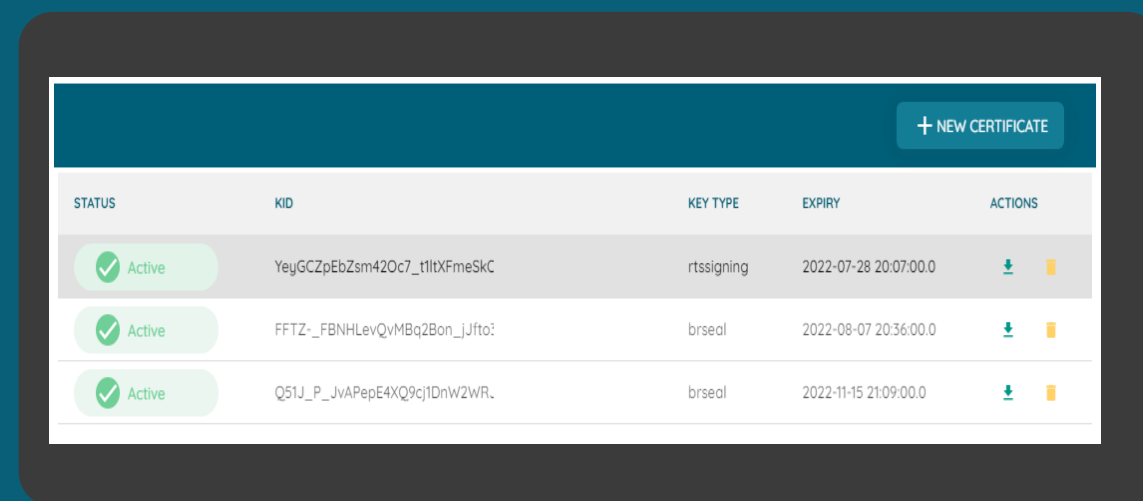 + NEW CERTIFICATE
STATUS KID KEY TYPE EXPIRY ACTIONS
Active YeyGCZpEbZsm42Oc7_t1ltXFmeSkC rtssigning 2022-07-28 20:07:00.0
Active FFTZ-_FBNHLevQvMBq2Bon_jJfto3 brseal 2022-08-07 20:36:00.0
Active Q51J_P_JvAPepE4XQ9cj1DnW2WR brseal 2022-11-15 21:09:00.0